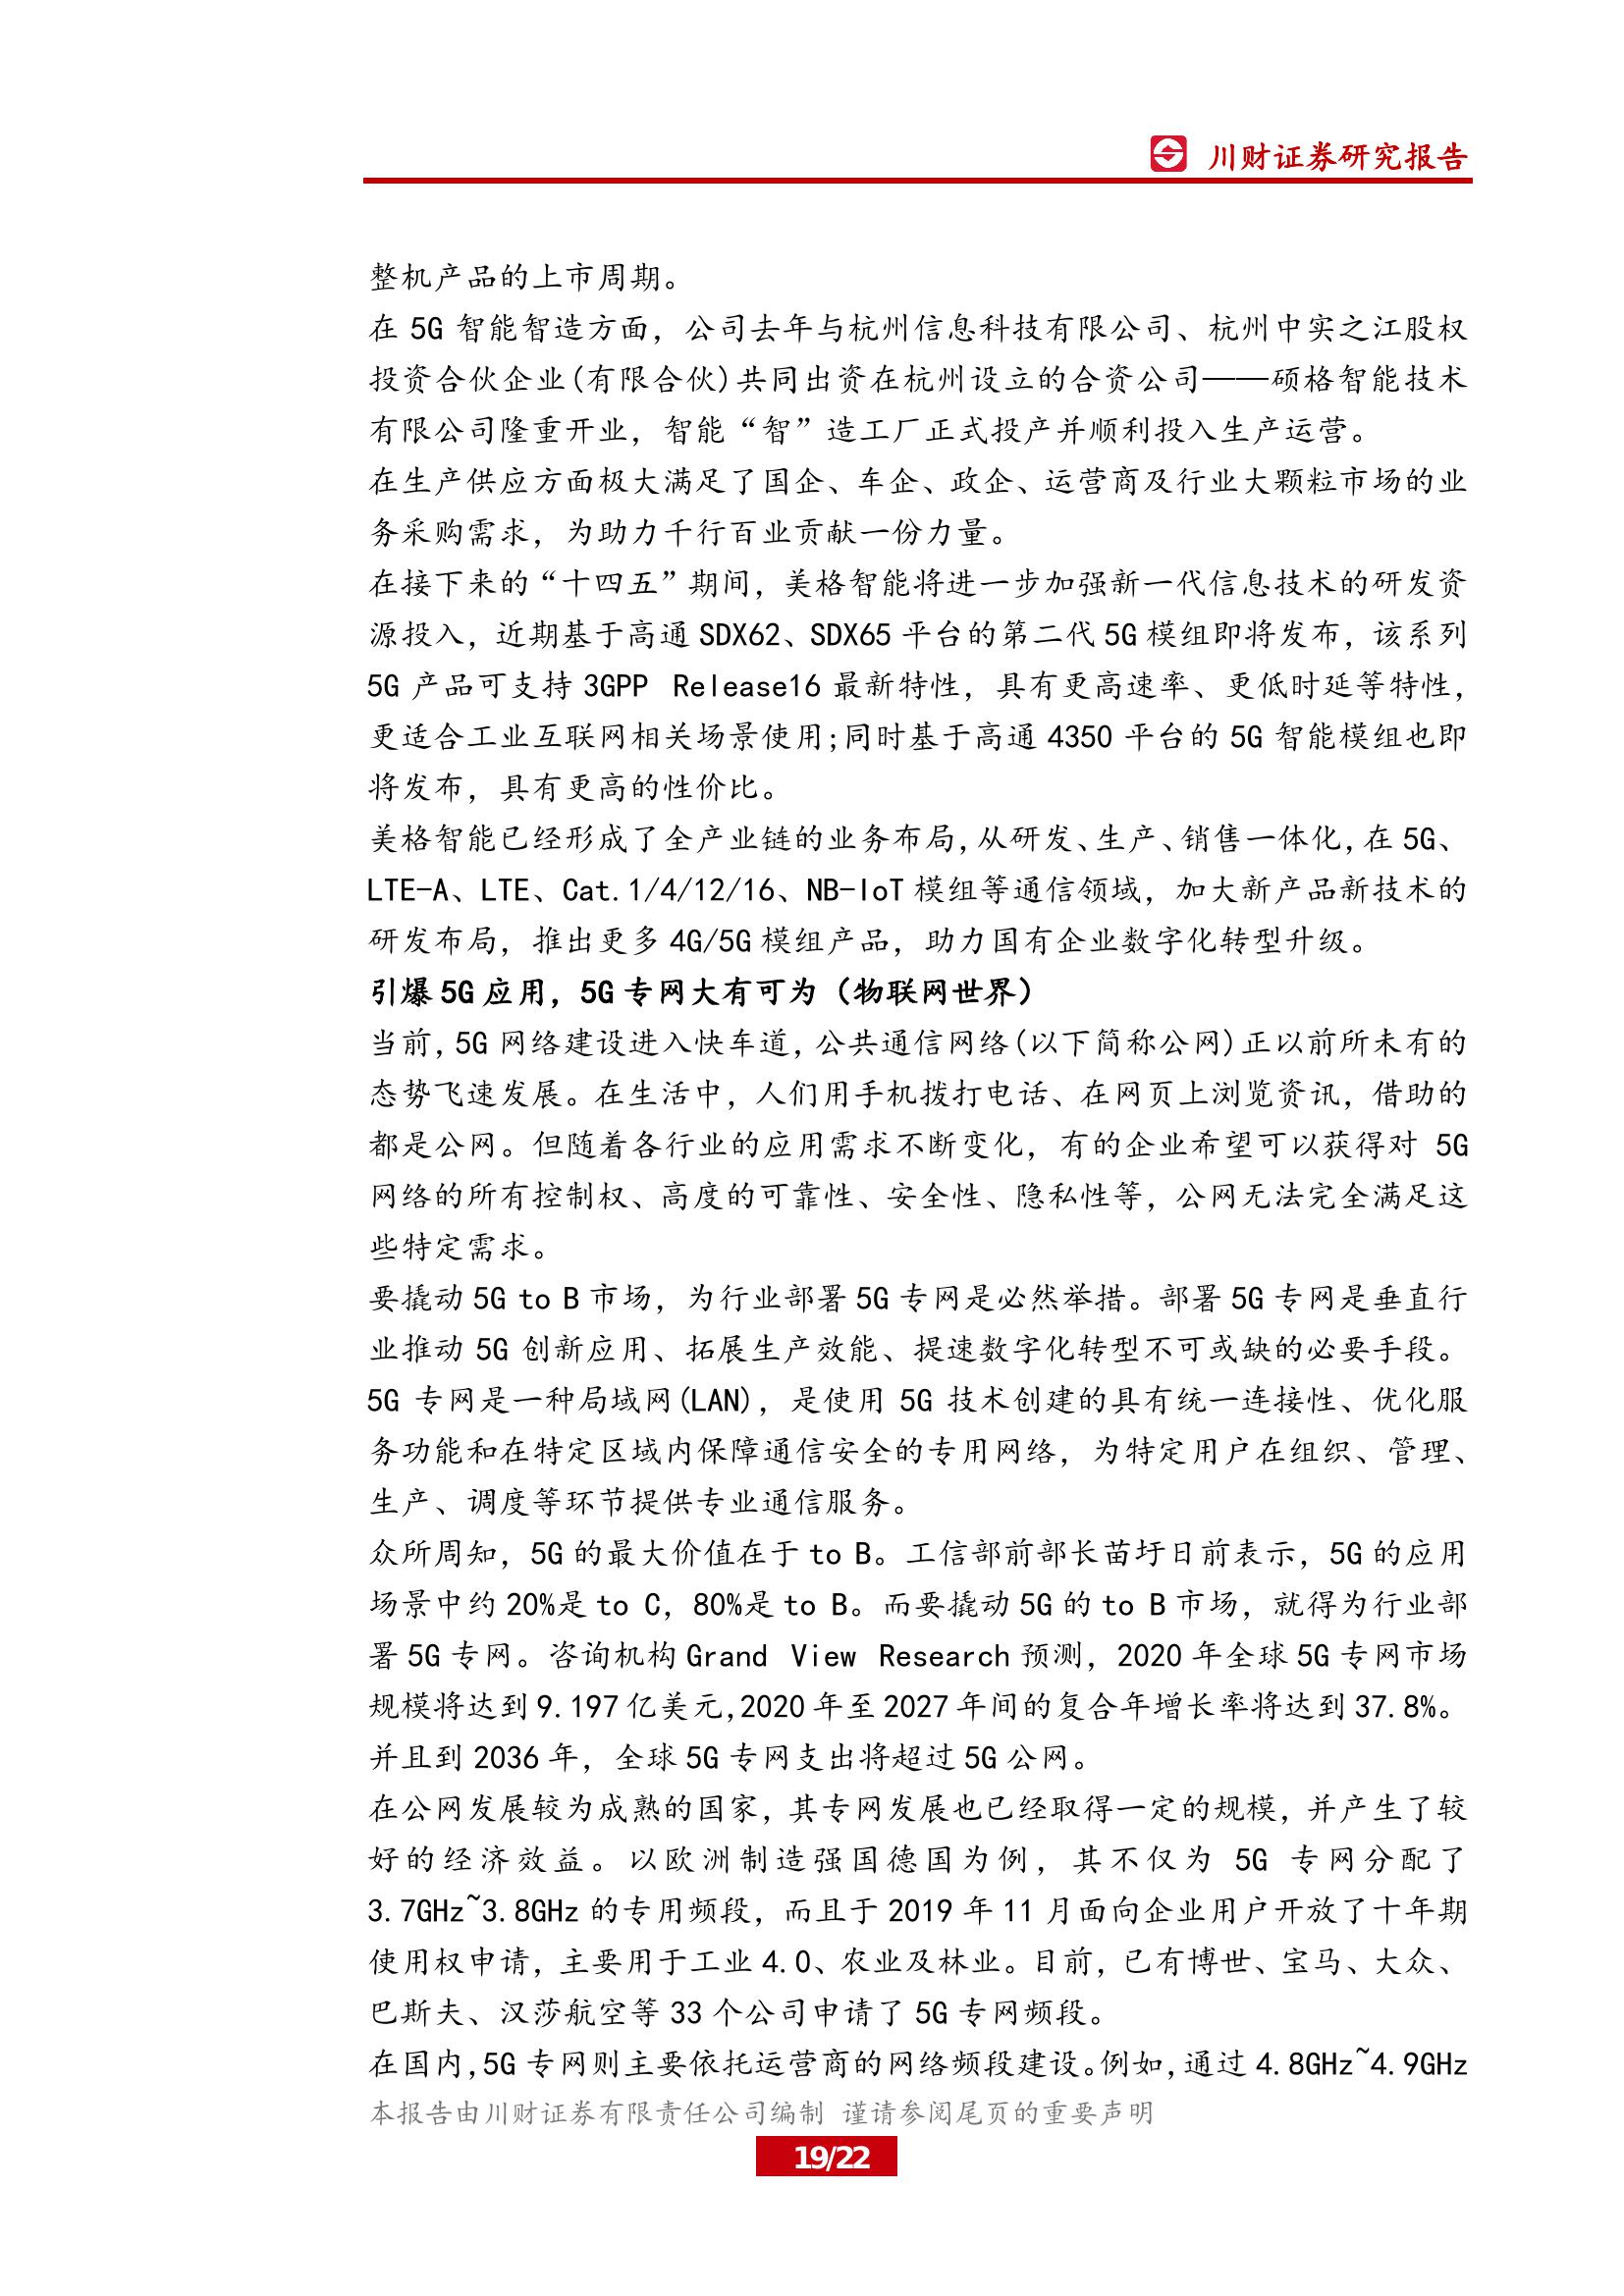 川财证券研究报告
整机产品的上市周期。
在 5G 智能智造方面，公司去年与杭州信息科技有限公司、杭州中实之江股权
投资合伙企业(有限合伙)共同出资在杭州设立的合资公司——硕格智能技术
有限公司隆重开业，智能“智”造工厂正式投产并顺利投入生产运营。
在生产供应方面极大满足了国企、车企、政企、运营商及行业大颗粒市场的业
务采购需求，为助力千行百业贡献一份力量。
在接下来的“十四五”期间，美格智能将进一步加强新一代信息技术的研发资
源投入，近期基于高通 SDX62、SDX65 平台的第二代 5G 模组即将发布，该系列
5G 产品可支持 3GPP Release16 最新特性，具有更高速率、更低时延等特性，
更适合工业互联网相关场景使用;同时基于高通 4350 平台的 5G 智能模组也即
将发布，具有更高的性价比。
美格智能已经形成了全产业链的业务布局,从研发、生产、销售一体化,在 5G、
LTE-A、LTE、Cat.1/4/12/16、NB-IoT 模组等通信领域，加大新产品新技术的
研发布局，推出更多 4G/5G 模组产品，助力国有企业数字化转型升级。
引爆 5G 应用，5G 专网大有可为（物联网世界）
当前,5G 网络建设进入快车道,公共通信网络(以下简称公网)正以前所未有的
态势飞速发展。在生活中，人们用手机拨打电话、在网页上浏览资讯，借助的
都是公网。但随着各行业的应用需求不断变化，有的企业希望可以获得对 5G
网络的所有控制权、高度的可靠性、安全性、隐私性等，公网无法完全满足这
些特定需求。
要撬动 5G to B 市场，为行业部署 5G 专网是必然举措。部署 5G 专网是垂直行
业推动 5G 创新应用、拓展生产效能、提速数字化转型不可或缺的必要手段。
5G 专网是一种局域网(LAN)，是使用 5G 技术创建的具有统一连接性、优化服
务功能和在特定区域内保障通信安全的专用网络，为特定用户在组织、管理、
生产、调度等环节提供专业通信服务。
众所周知，5G 的最大价值在于 to B。工信部前部长苗圩日前表示，5G 的应用
场景中约 20%是 to C，80%是 to B。而要撬动 5G 的 to B 市场，就得为行业部
署 5G 专网。咨询机构 Grand View Research 预测，2020 年全球 5G 专网市场
规模将达到 9.197 亿美元,2020 年至 2027 年间的复合年增长率将达到 37.8%。
并且到 2036 年，全球 5G 专网支出将超过 5G 公网。
在公网发展较为成熟的国家，其专网发展也已经取得一定的规模，并产生了较
好的经济效益。以欧洲制造强国德国为例，其不仅为 5G 专网分配了
3.7GHz~3.8GHz 的专用频段，而且于 2019 年 11 月面向企业用户开放了十年期
使用权申请，主要用于工业 4.0、农业及林业。目前，已有博世、宝马、大众、
巴斯夫、汉莎航空等 33 个公司申请了 5G 专网频段。
在国内,5G 专网则主要依托运营商的网络频段建设。例如,通过 4.8GHz~4.9GHz
本报告由川财证券有限责任公司编制 谨请参阅尾页的重要声明
19/22